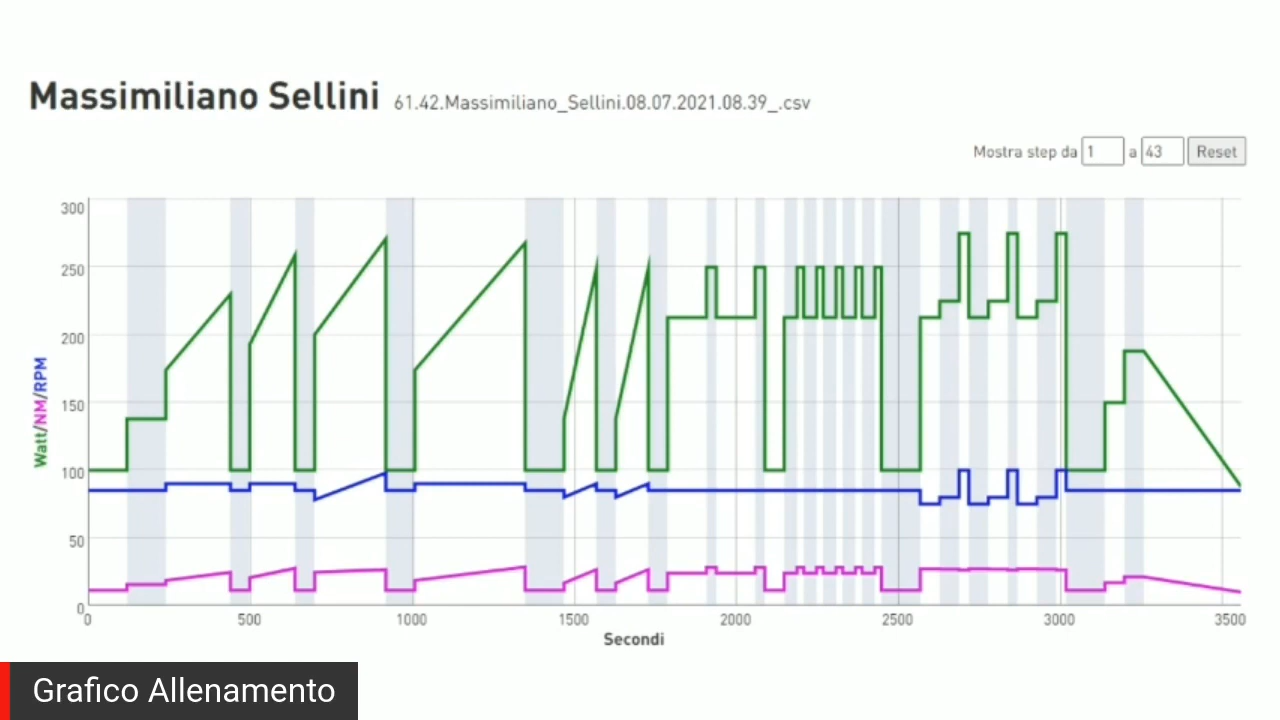 Massimiliano Sellini 61.42.Massimiliano_Sellini.08.07.2021.08.39_.csv
Mostra step da 1 a 43 Reset
300
250
200
150
100
50
0
Watt/NM/RPM
0 500 1000 1500 2000 2500 3000 3500
Secondi
Grafico Allenamento